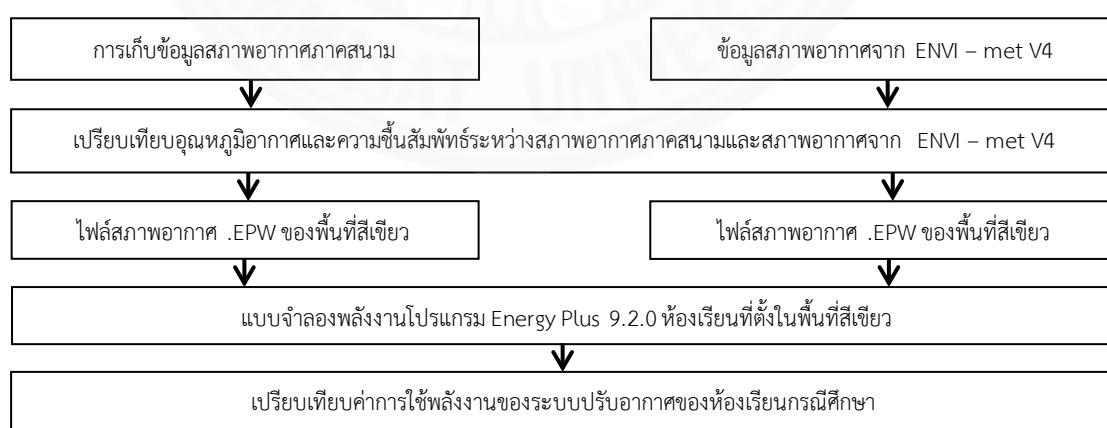 การเก็บข้อมูลสภาพอากาศภาคสนาม
ข้อมูลสภาพอากาศจาก ENVI – met V4
เปรียบเทียบอุณหภูมิอากาศและความชื้นสัมพัทธ์ระหว่างสภาพอากาศภาคสนามและสภาพอากาศจาก ENVI – met V4
ไฟล์สภาพอากาศ .EPW ของพื้นที่สีเขียว
ไฟล์สภาพอากาศ .EPW ของพื้นที่สีเขียว
แบบจำลองพลังงานโปรแกรม Energy Plus 9.2.0 ห้องเรียนที่ตั้งในพื้นที่สีเขียว
เปรียบเทียบค่าการใช้พลังงานของระบบปรับอากาศของห้องเรียนกรณีศึกษา